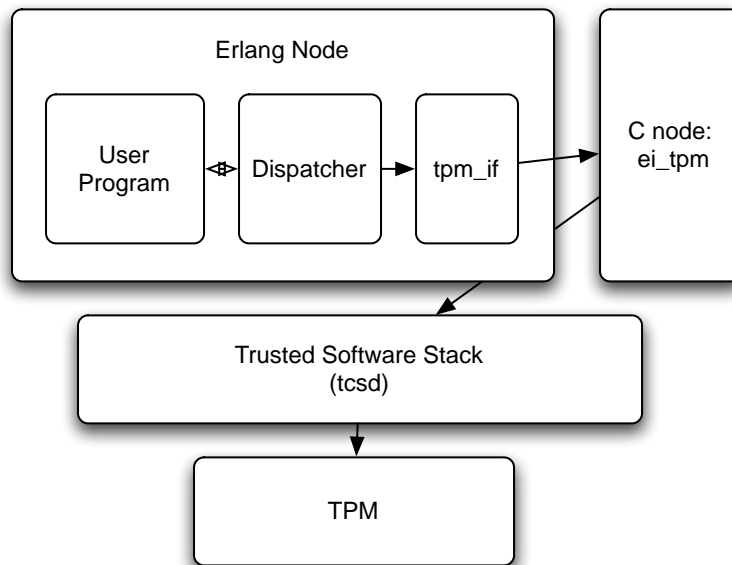 Erlang Node
User
Program
Dispatcher
tpm_if
C node:
ei_tpm
Trusted Software Stack
(tcsd)
TPM